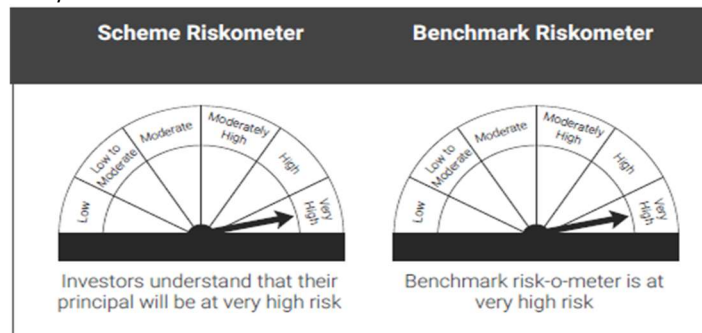 Scheme Riskometer
Benchmark Riskometer
Low
Low to
Moderate
Moderate
Moderately
High
High
Very
High
Investors understand that their
principal will be at very high risk
Low
Low to
Moderate
Moderate
Moderately
High
High
Very
High
Benchmark risk-o-meter is at
very high risk